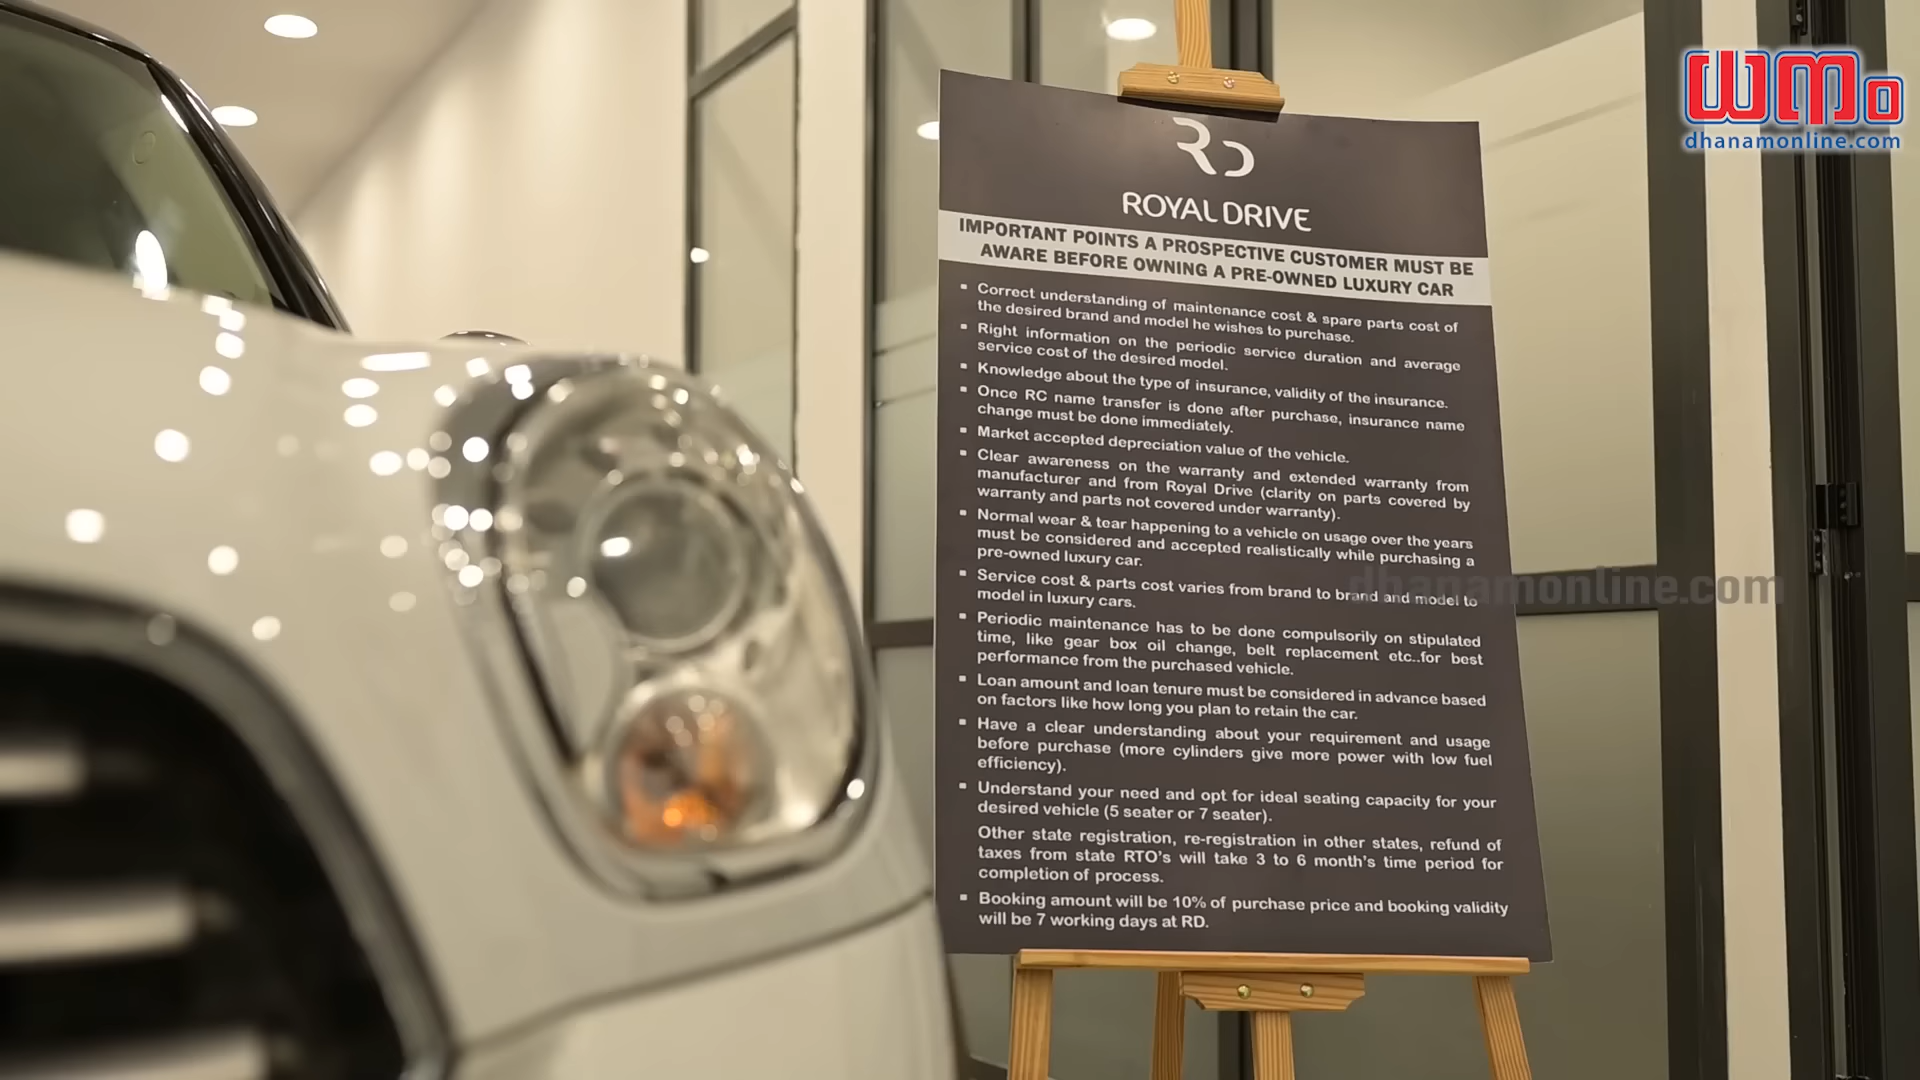 ധനം
dhanamonline.com
RD
ROYAL DRIVE
IMPORTANT POINTS A PROSPECTIVE CUSTOMER MUST BE
AWARE BEFORE OWNING A PRE-OWNED LUXURY CAR
▪ Correct understanding of maintenance cost & spare parts cost of
the desired brand and model he wishes to purchase.
▪ Right information on the periodic service duration and average
service cost of the desired model.
▪ Knowledge about the type of insurance, validity of the insurance.
▪ Once RC name transfer is done after purchase, insurance name
change must be done immediately.
▪ Market accepted depreciation value of the vehicle.
▪ Clear awareness on the warranty and extended warranty from
manufacturer and from Royal Drive (clarity on parts covered by
warranty and parts not covered under warranty).
▪ Normal wear & tear happening to a vehicle on usage over the years
must be considered and accepted realistically while purchasing a
pre-owned luxury car.
▪ Service cost & parts cost varies from brand to brand and model to
model in luxury cars.
dhanamonline.com
▪ Periodic maintenance has to be done compulsorily on stipulated
time, like gear box oil change, belt replacement etc..for best
performance from the purchased vehicle.
▪ Loan amount and loan tenure must be considered in advance based
on factors like how long you plan to retain the car.
▪ Have a clear understanding about your requirement and usage
before purchase (more cylinders give more power with low fuel
efficiency).
▪ Understand your need and opt for ideal seating capacity for your
desired vehicle (5 seater or 7 seater).
Other state registration, re-registration in other states, refund of
taxes from state RTO's will take 3 to 6 month's time period for
completion of process.
▪ Booking amount will be 10% of purchase price and booking validity
will be 7 working days at RD.